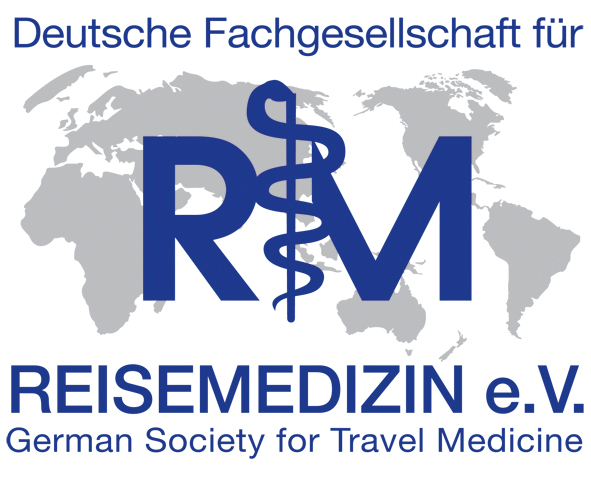 Deutsche Fachgesellschaft für
RM
REISEMEDIZIN e.V.
German Society for Travel Medicine